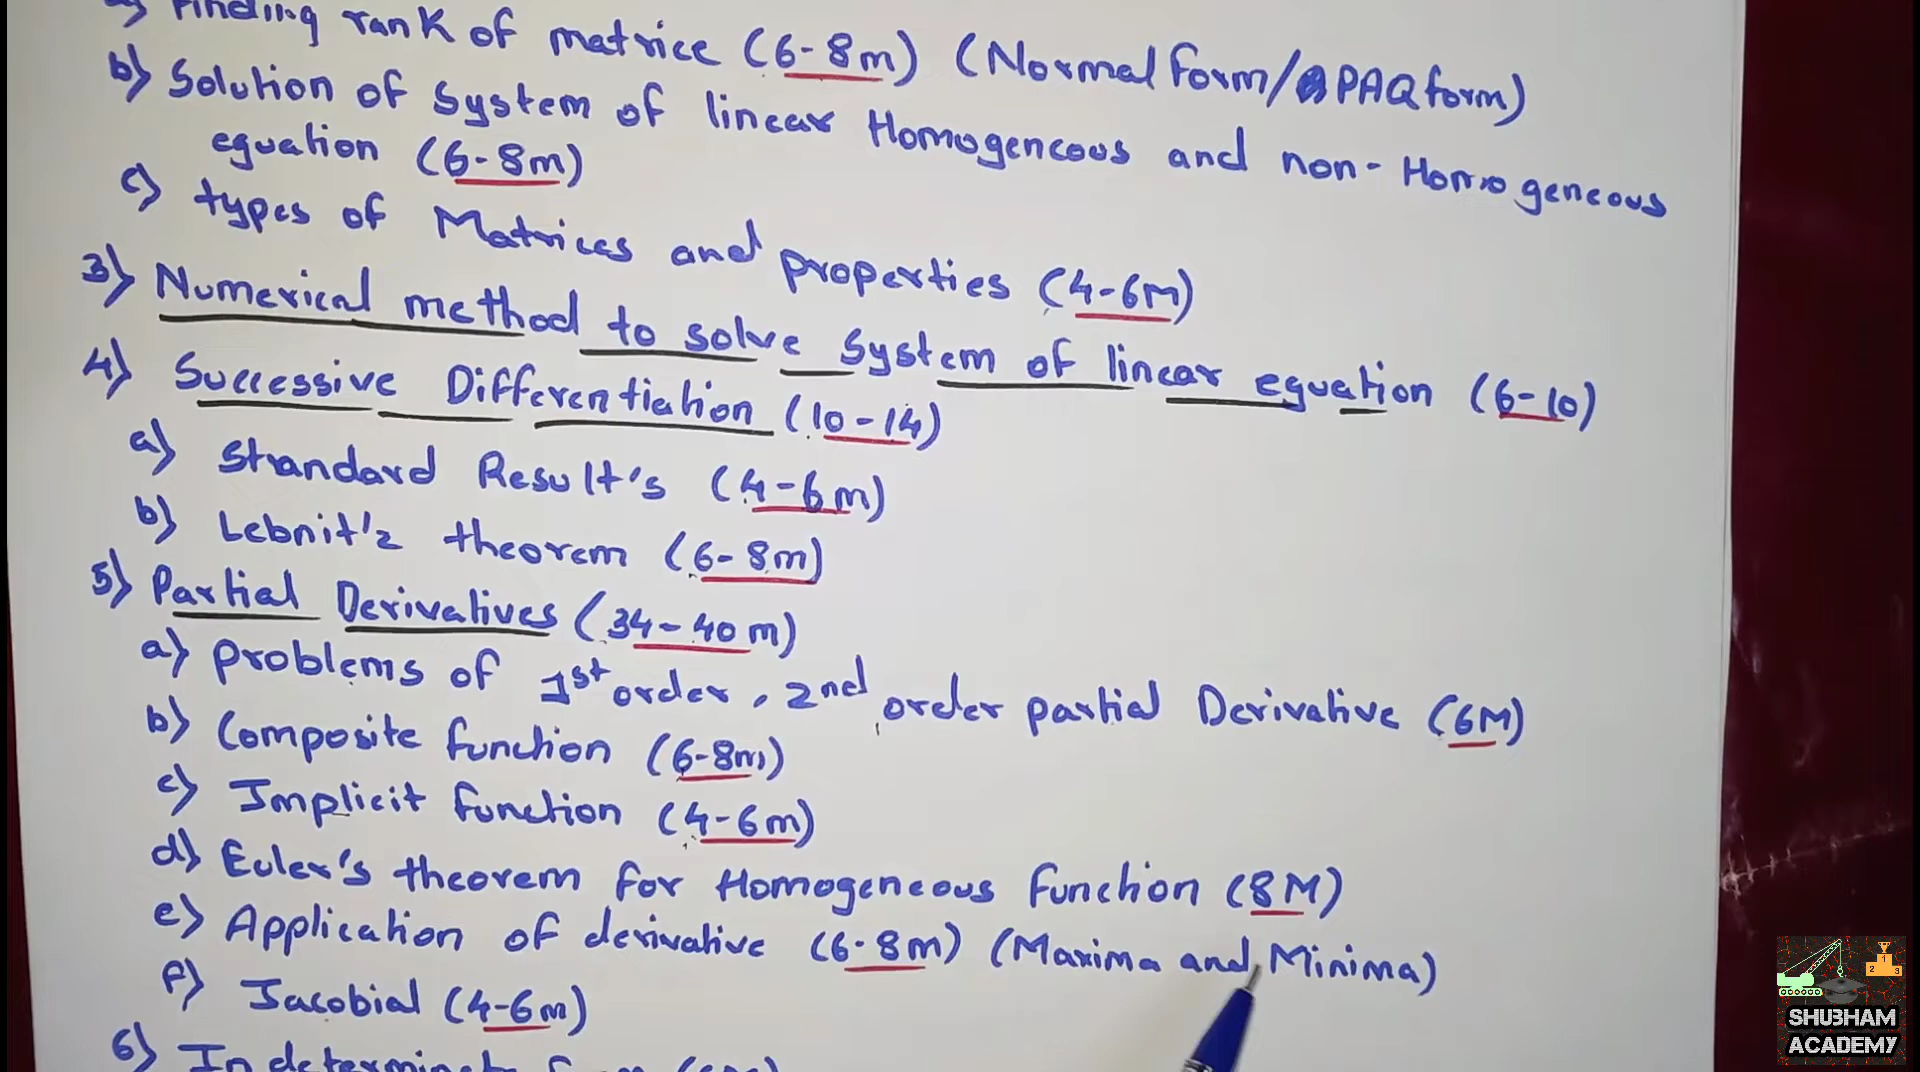 a) Finding rank of matrice (6-8m) (Normal form/PAQ form)
b) Solution of system of linear Homogeneous and non-Homogeneous
equation (6-8m)
c) types of Matrices and properties (4-6M)
3) Numerical method to solve system of linear equation (6-10)
4) Successive Differentiation (10-14)
a) Standard Result's (4-6m)
b) Lebnit'z theorem (6-8m)
5) Partial Derivatives (34-40m)
a) problems of 1st order, 2nd order partial Derivative (6M)
b) Composite function (6-8m)
c) Implicit function (4-6m)
d) Euler's theorem for Homogeneous function (8M)
e) Application of derivative (6-8m) (Maxima and Minima)
f) Jacobial (4-6m)
6) Indeterminate
SHUBHAM
ACADEMY